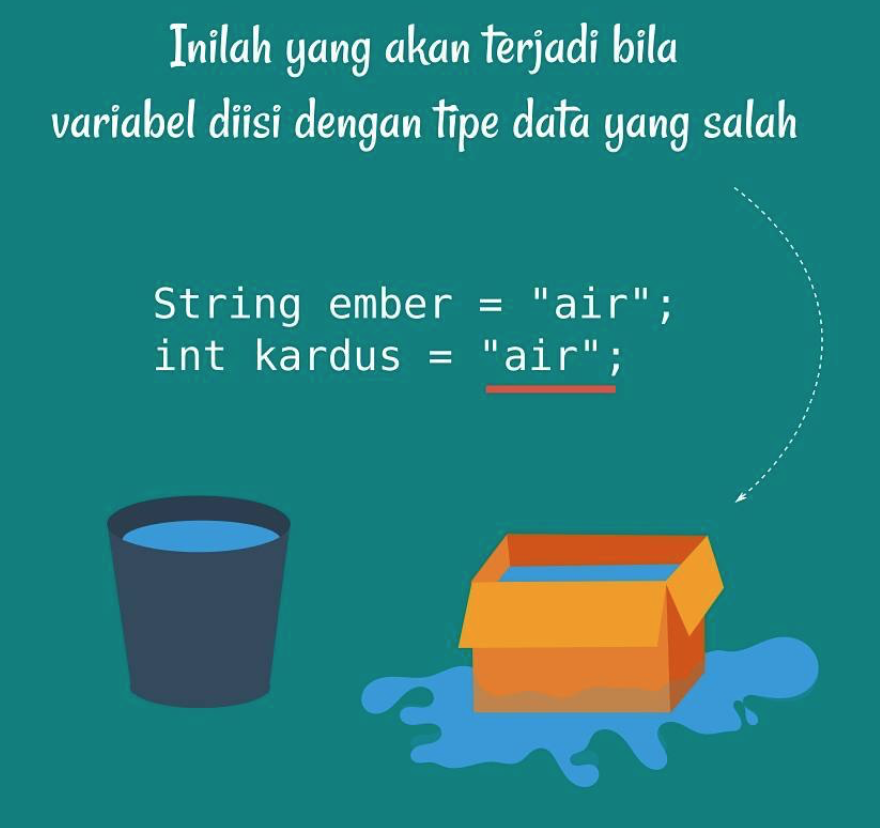 Inilah yang akan terjadi bila
variabel diisi dengan tipe data yang salah
String ember = "air";
int kardus = "air";